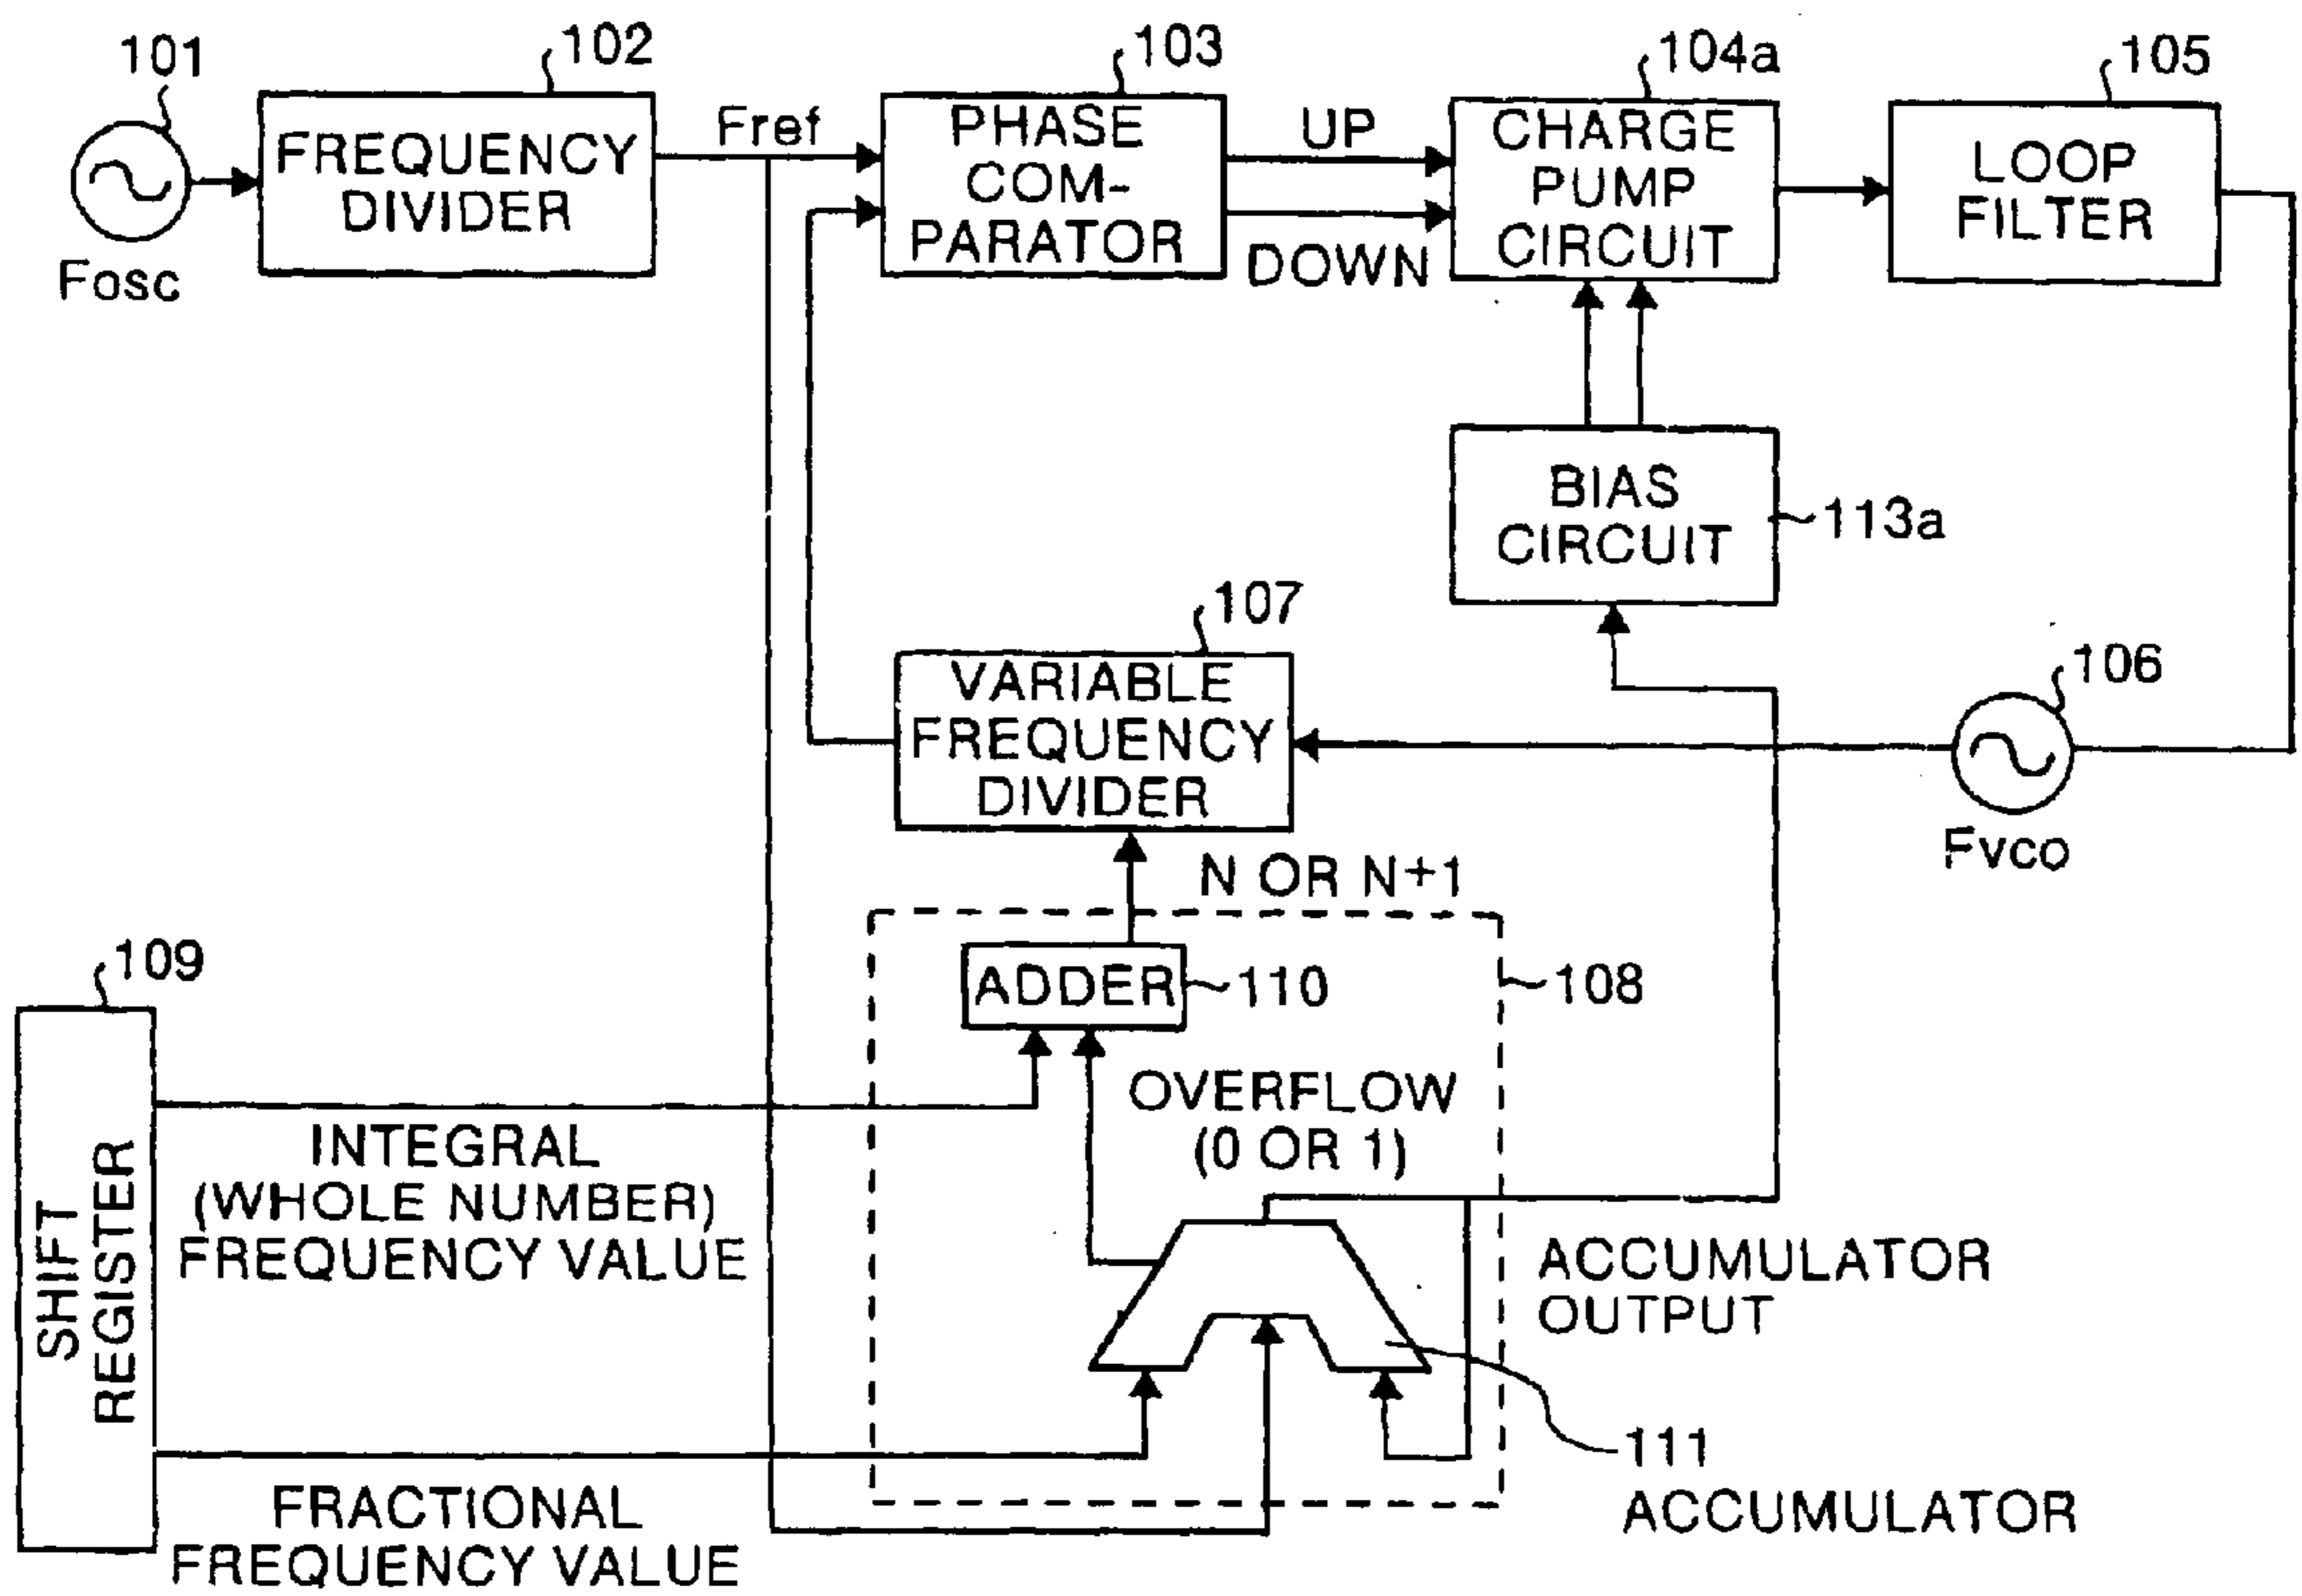 101
102
103
104a
105
Fosc
FREQUENCY
DIVIDER
Fref
PHASE
COM-
PARATOR
UP
DOWN
CHARGE
PUMP
CIRCUIT
LOOP
FILTER
BIAS
CIRCUIT
113a
107
VARIABLE
FREQUENCY
DIVIDER
106
Fvco
N OR N+1
109
ADDER
110
108
OVERFLOW
(0 OR 1)
SHIFT
REGISTER
INTEGRAL
(WHOLE NUMBER)
FREQUENCY VALUE
ACCUMULATOR
OUTPUT
111
ACCUMULATOR
FRACTIONAL
FREQUENCY VALUE